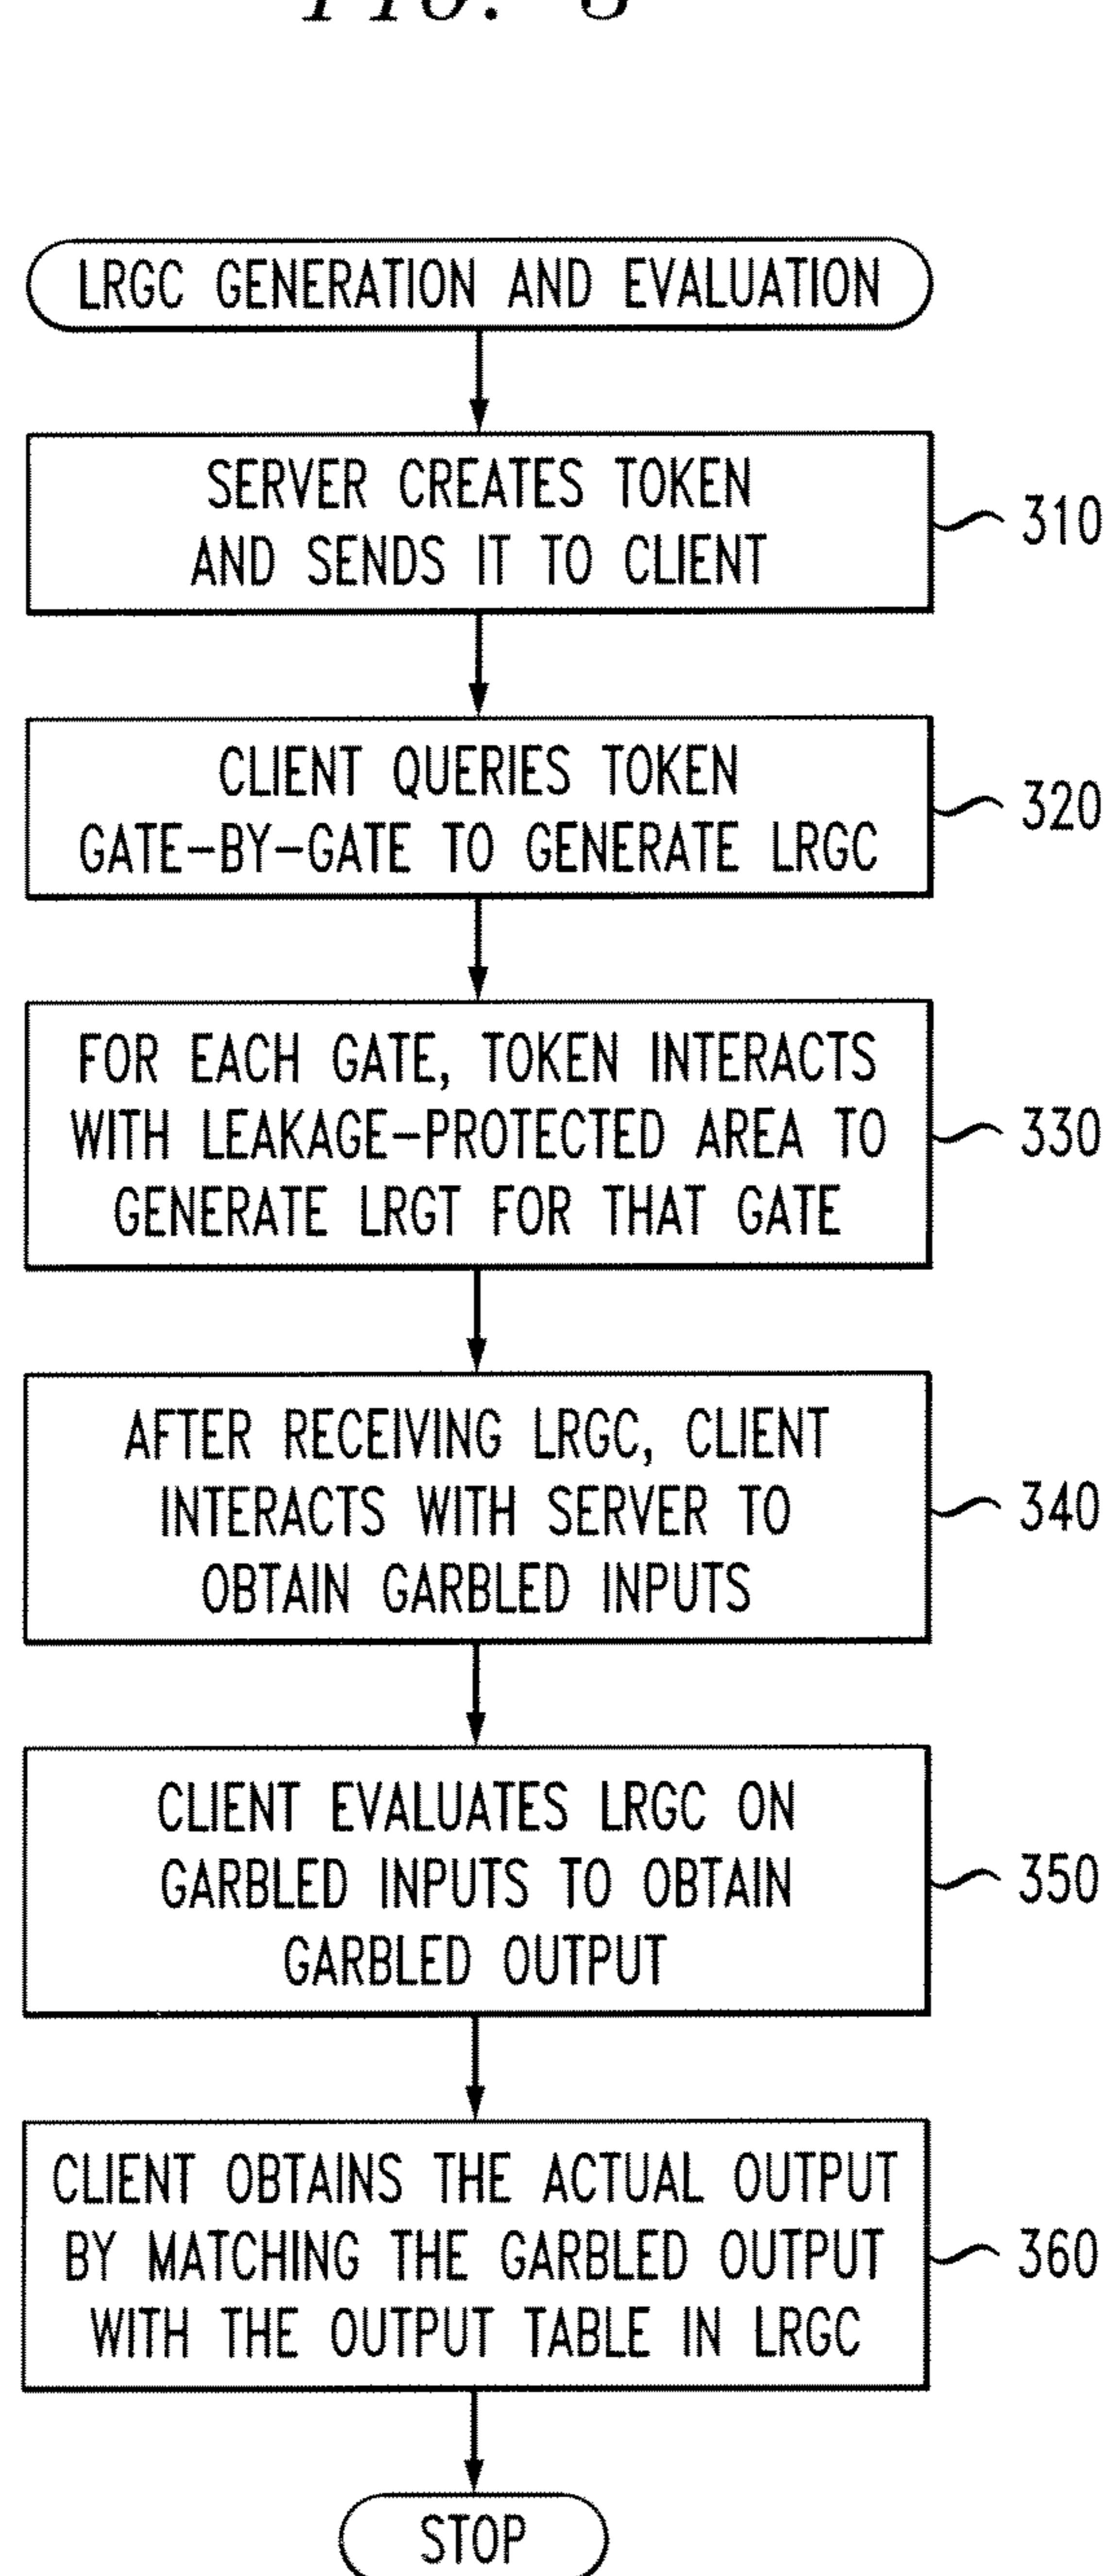 LRGC GENERATION AND EVALUATION
SERVER CREATES TOKEN
AND SENDS IT TO CLIENT
310
CLIENT QUERIES TOKEN
GATE-BY-GATE TO GENERATE LRGC
320
FOR EACH GATE, TOKEN INTERACTS
WITH LEAKAGE-PROTECTED AREA TO
GENERATE LRGT FOR THAT GATE
330
AFTER RECEIVING LRGC, CLIENT
INTERACTS WITH SERVER TO
OBTAIN GARBLED INPUTS
340
CLIENT EVALUATES LRGC ON
GARBLED INPUTS TO OBTAIN
GARBLED OUTPUT
350
CLIENT OBTAINS THE ACTUAL OUTPUT
BY MATCHING THE GARBLED OUTPUT
WITH THE OUTPUT TABLE IN LRGC
360
STOP